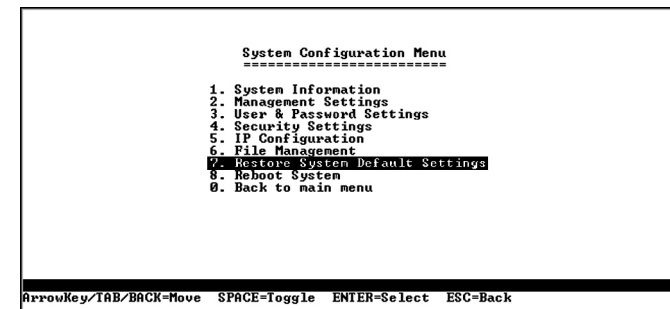 System Configuration Menu
=========================
1. System Information
2. Management Settings
3. User & Password Settings
4. Security Settings
5. IP Configuration
6. File Management
7. Restore System Default Settings
8. Reboot System
0. Back to main menu
ArrowKey/TAB/BACK=Move SPACE=Toggle ENTER=Select ESC=Back